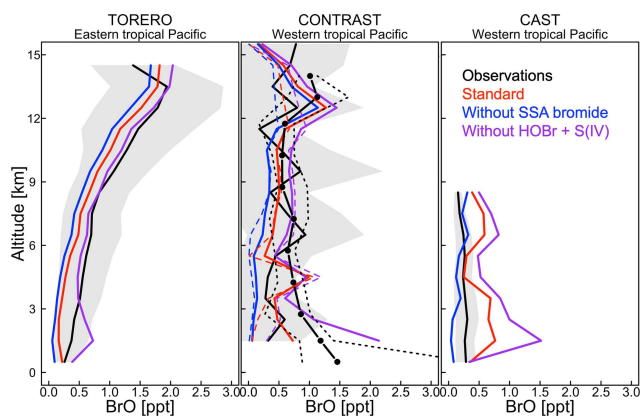 TORERO
Eastern tropical Pacific
CONTRAST
Western tropical Pacific
CAST
Western tropical Pacific
Observations
Standard
Without SSA bromide
Without HOBr + S(IV)
Altitude [km]
15
12
9
6
3
0
0.0 0.5 1.0 1.5 2.0 2.5 3.0
0.0 0.5 1.0 1.5 2.0 2.5 3.0
0.0 0.5 1.0 1.5 2.0 2.5 3.0
BrO [ppt]
BrO [ppt]
BrO [ppt]